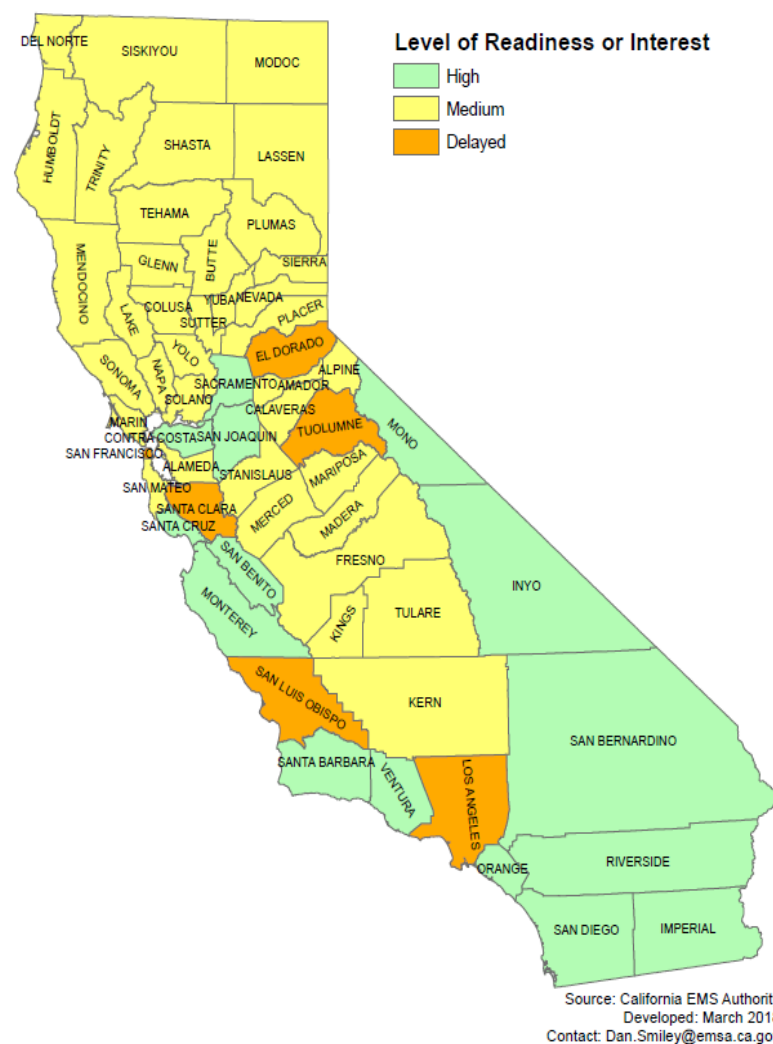 Level of Readiness or Interest
High
Medium
Delayed
DEL NORTE
SISKIYOU
MODOC
HUMBOLDT
TRINITY
SHASTA
LASSEN
TEHAMA
PLUMAS
MENDOCINO
GLENN
BUTTE
SIERRA
LAKE
COLUSA
YUBA
NEVADA
SUTTER
PLACER
SONOMA
NAPA
YOLO
EL DORADO
SACRAMENTO
AMADOR
ALPINE
SOLANO
CALAVERAS
MARIN
CONTRA COSTA
SAN JOAQUIN
TUOLUMNE
MONO
SAN FRANCISCO
ALAMEDA
STANISLAUS
MARIPOSA
SAN MATEO
SANTA CLARA
MERCED
MADERA
SANTA CRUZ
SAN BENITO
FRESNO
MONTEREY
KINGS
TULARE
INYO
SAN LUIS OBISPO
KERN
SAN BERNARDINO
SANTA BARBARA
VENTURA
LOS ANGELES
ORANGE
RIVERSIDE
SAN DIEGO
IMPERIAL
Source: California EMS Authorit
Developed: March 201
Contact: Dan.Smiley@emsa.ca.go